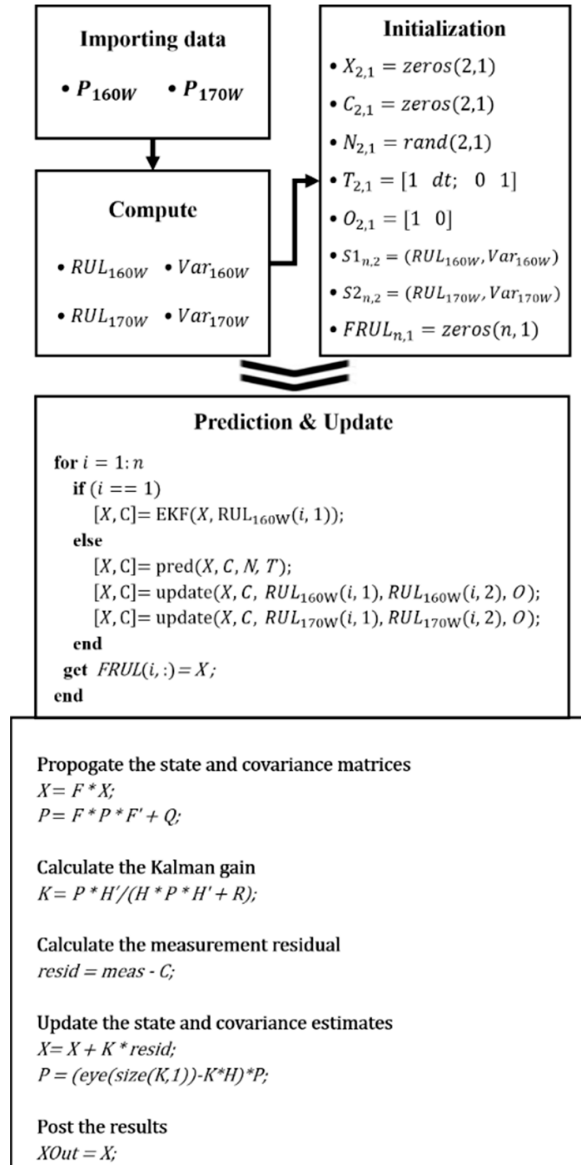 Importing data
• P160W • P170W
Compute
• RUL160W • Var160W
• RUL170W • Var170W
Initialization
• X2,1 = zeros(2,1)
• C2,1 = zeros(2,1)
• N2,1 = rand(2,1)
• T2,1 = [1 dt; 0 1]
• O2,1 = [1 0]
• S1n,2 = (RUL160W, Var160W)
• S2n,2 = (RUL170W, Var170W)
• FRULn,1 = zeros(n, 1)
Prediction & Update
for i = 1: n
if (i == 1)
[X, C]= EKF(X, RUL160W(i, 1));
else
[X, C]= pred(X, C, N, T);
[X, C]= update(X, C, RUL160W(i, 1), RUL160W(i, 2), O);
[X, C]= update(X, C, RUL170W(i, 1), RUL170W(i, 2), O);
end
get FRUL(i, :)= X;
end
Propogate the state and covariance matrices
X= F * X;
P= F * P * F' + Q;
Calculate the Kalman gain
K= P * H'/(H * P * H' + R);
Calculate the measurement residual
resid = meas - C;
Update the state and covariance estimates
X= X + K * resid;
P = (eye(size(K,1))-K*H)*P;
Post the results
XOut = X;